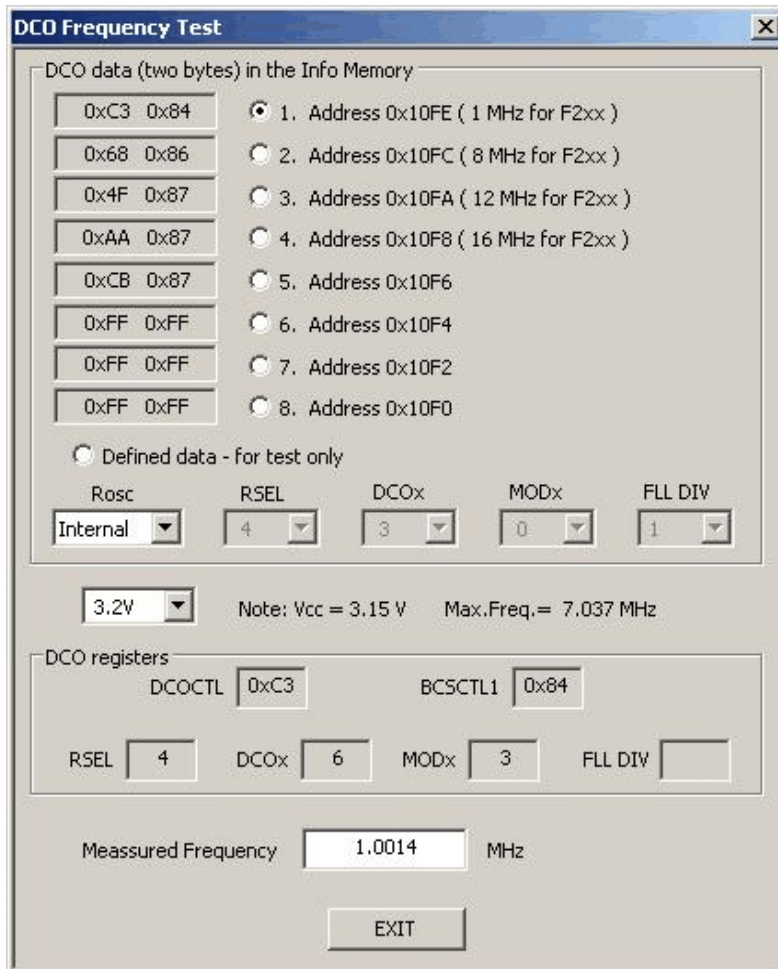 DCO Frequency Test
DCO data (two bytes) in the Info Memory
0xC3 0x84 1. Address 0x10FE ( 1 MHz for F2xx )
0x68 0x86 2. Address 0x10FC ( 8 MHz for F2xx )
0x4F 0x87 3. Address 0x10FA ( 12 MHz for F2xx )
0xAA 0x87 4. Address 0x10F8 ( 16 MHz for F2xx )
0xCB 0x87 5. Address 0x10F6
0xFF 0xFF 6. Address 0x10F4
0xFF 0xFF 7. Address 0x10F2
0xFF 0xFF 8. Address 0x10F0
Defined data - for test only
Rosc RSEL DCOx MODx FLL DIV
Internal 4 3 0 1
3.2V Note: Vcc = 3.15 V Max.Freq.= 7.037 MHz
DCO registers
DCOCTL 0xC3 BCSCTL1 0x84
RSEL 4 DCOx 6 MODx 3 FLL DIV
Meassured Frequency 1.0014 MHz
EXIT